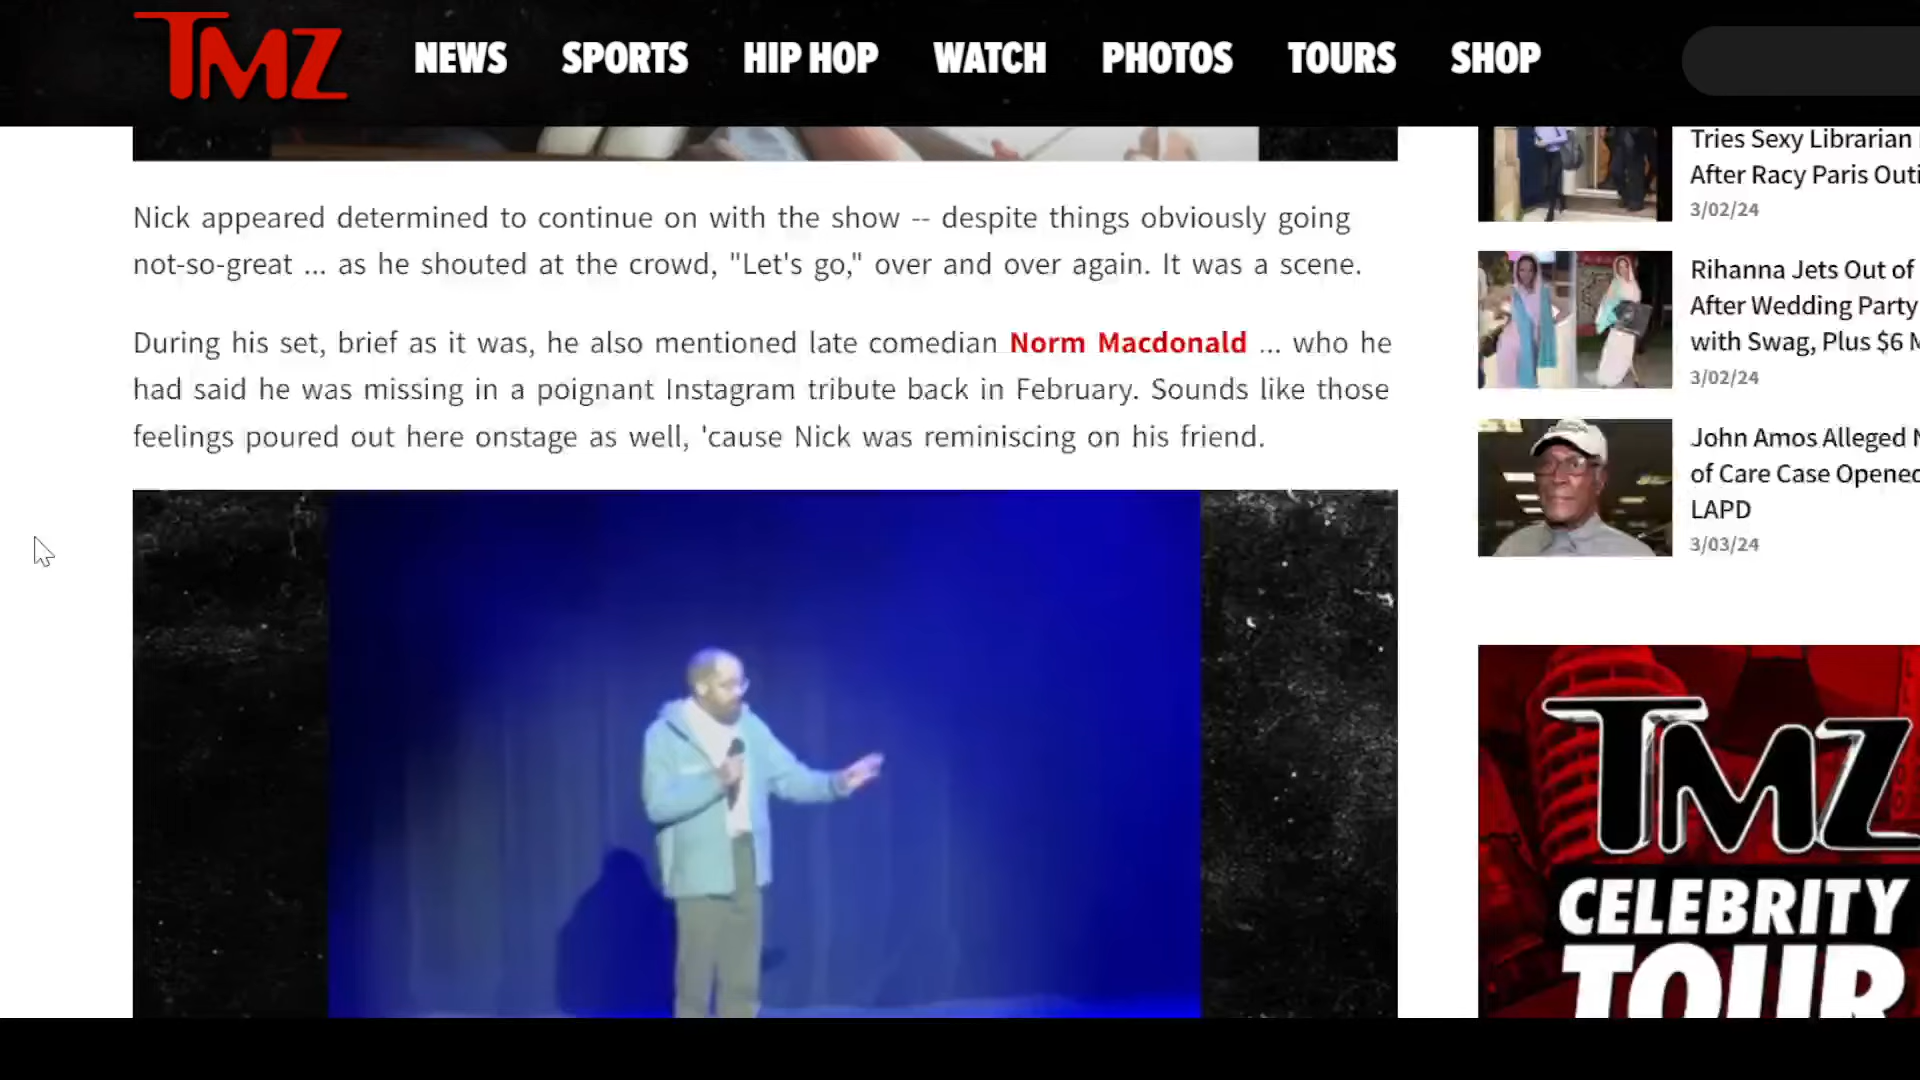 TMZ
NEWS SPORTS HIP HOP WATCH PHOTOS TOURS SHOP
Nick appeared determined to continue on with the show -- despite things obviously going
not-so-great ... as he shouted at the crowd, "Let's go," over and over again. It was a scene.
During his set, brief as it was, he also mentioned late comedian Norm Macdonald ... who he
had said he was missing in a poignant Instagram tribute back in February. Sounds like those
feelings poured out here onstage as well, 'cause Nick was reminiscing on his friend.
Tries Sexy Librarian
After Racy Paris
3/02/24
Rihanna Jets Out of
After Wedding Party
with Swag, Plus $6
3/02/24
John Amos Alleged
of Care Case Opened
LAPD
3/03/24
TMZ
CELEBRITY
TOUR